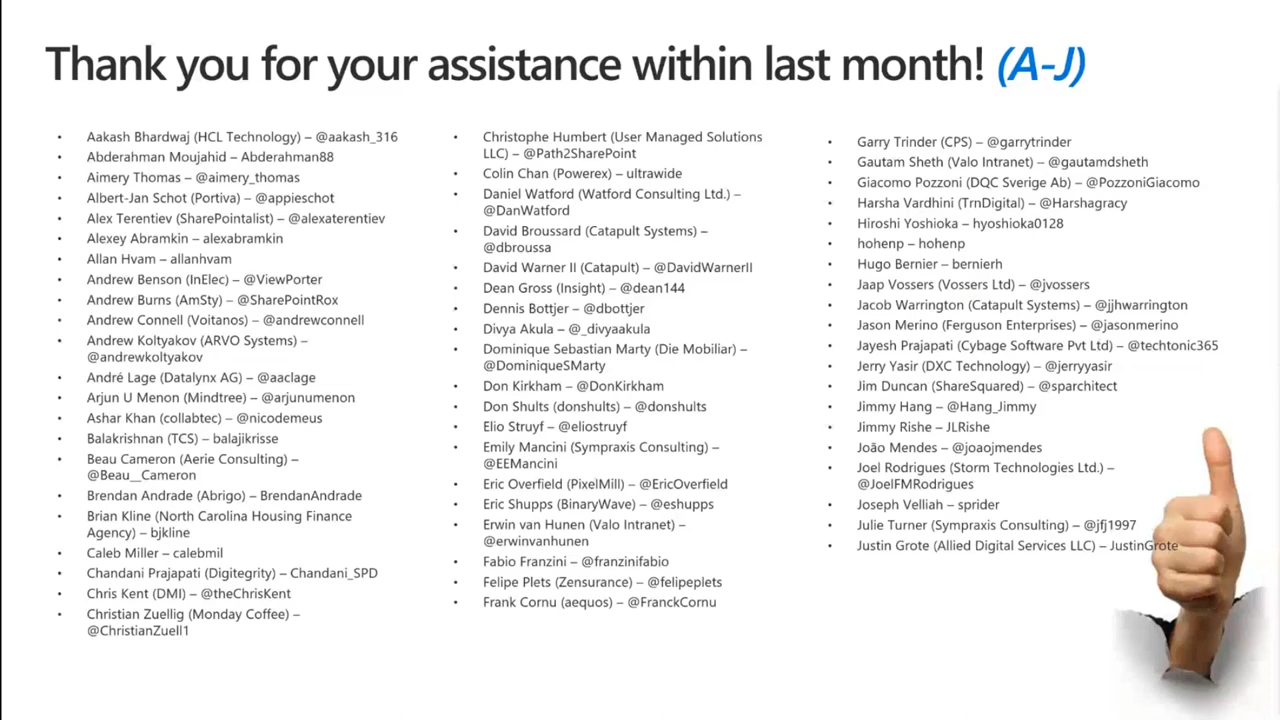 Thank you for your assistance within last month! (A-J)
• Aakash Bhardwaj (HCL Technology) – @aakash_316
• Abderahman Moujahid – Abderahman88
• Aimery Thomas – @aimery_thomas
• Albert-Jan Schot (Portiva) – @appieschot
• Alex Terentiev (SharePointalist) – @alexaterentiev
• Alexey Abramkin – alexabramkin
• Allan Hvam – allanhvam
• Andrew Benson (InElec) – @ViewPorter
• Andrew Burns (AmSty) – @SharePointRox
• Andrew Connell (Voitanos) – @andrewconnell
• Andrew Koltyakov (ARVO Systems) –
@andrewkoltyakov
• André Lage (Datalynx AG) – @aaclage
• Arjun U Menon (Mindtree) – @arjunumenon
• Ashar Khan (collabtec) – @nicodemeus
• Balakrishnan (TCS) – balajikrisse
• Beau Cameron (Aerie Consulting) –
@Beau__Cameron
• Brendan Andrade (Abrigo) – BrendanAndrade
• Brian Kline (North Carolina Housing Finance
Agency) – bjkline
• Caleb Miller – calebmil
• Chandani Prajapati (Digitegrity) – Chandani_SPD
• Chris Kent (DMI) – @theChrisKent
• Christian Zuellig (Monday Coffee) –
@ChristianZuell1
• Christophe Humbert (User Managed Solutions
LLC) – @Path2SharePoint
• Colin Chan (Powerex) – ultrawide
• Daniel Watford (Watford Consulting Ltd.) –
@DanWatford
• David Broussard (Catapult Systems) –
@dbroussa
• David Warner II (Catapult) – @DavidWarnerII
• Dean Gross (Insight) – @dean144
• Dennis Bottjer – @dbottjer
• Divya Akula – @_divyaakula
• Dominique Sebastian Marty (Die Mobiliar) –
@DominiqueSMarty
• Don Kirkham – @DonKirkham
• Don Shults (donshults) – @donshults
• Elio Struyf – @eliostruyf
• Emily Mancini (Sympraxis Consulting) –
@EEMancini
• Eric Overfield (PixelMill) – @EricOverfield
• Eric Shupps (BinaryWave) – @eshupps
• Erwin van Hunen (Valo Intranet) –
@erwinvanhunen
• Fabio Franzini – @franzinifabio
• Felipe Plets (Zensurance) – @felipeplets
• Frank Cornu (aequos) – @FranckCornu
• Garry Trinder (CPS) – @garrytrinder
• Gautam Sheth (Valo Intranet) – @gautamdsheth
• Giacomo Pozzoni (DQC Sverige Ab) – @PozzoniGiacomo
• Harsha Vardhini (TrnDigital) – @Harshagracy
• Hiroshi Yoshioka – hyoshioka0128
• hohenp – hohenp
• Hugo Bernier – bernierh
• Jaap Vossers (Vossers Ltd) – @jvossers
• Jacob Warrington (Catapult Systems) – @jjhwarrington
• Jason Merino (Ferguson Enterprises) – @jasonmerino
• Jayesh Prajapati (Cybage Software Pvt Ltd) – @techtonic365
• Jerry Yasir (DXC Technology) – @jerryyasir
• Jim Duncan (ShareSquared) – @sparchitect
• Jimmy Hang – @Hang_Jimmy
• Jimmy Rishe – JLRishe
• João Mendes – @joaojmendes
• Joel Rodrigues (Storm Technologies Ltd.) –
@JoelFMRodrigues
• Joseph Velliah – sprider
• Julie Turner (Sympraxis Consulting) – @jfj1997
• Justin Grote (Allied Digital Services LLC) – JustinGrote